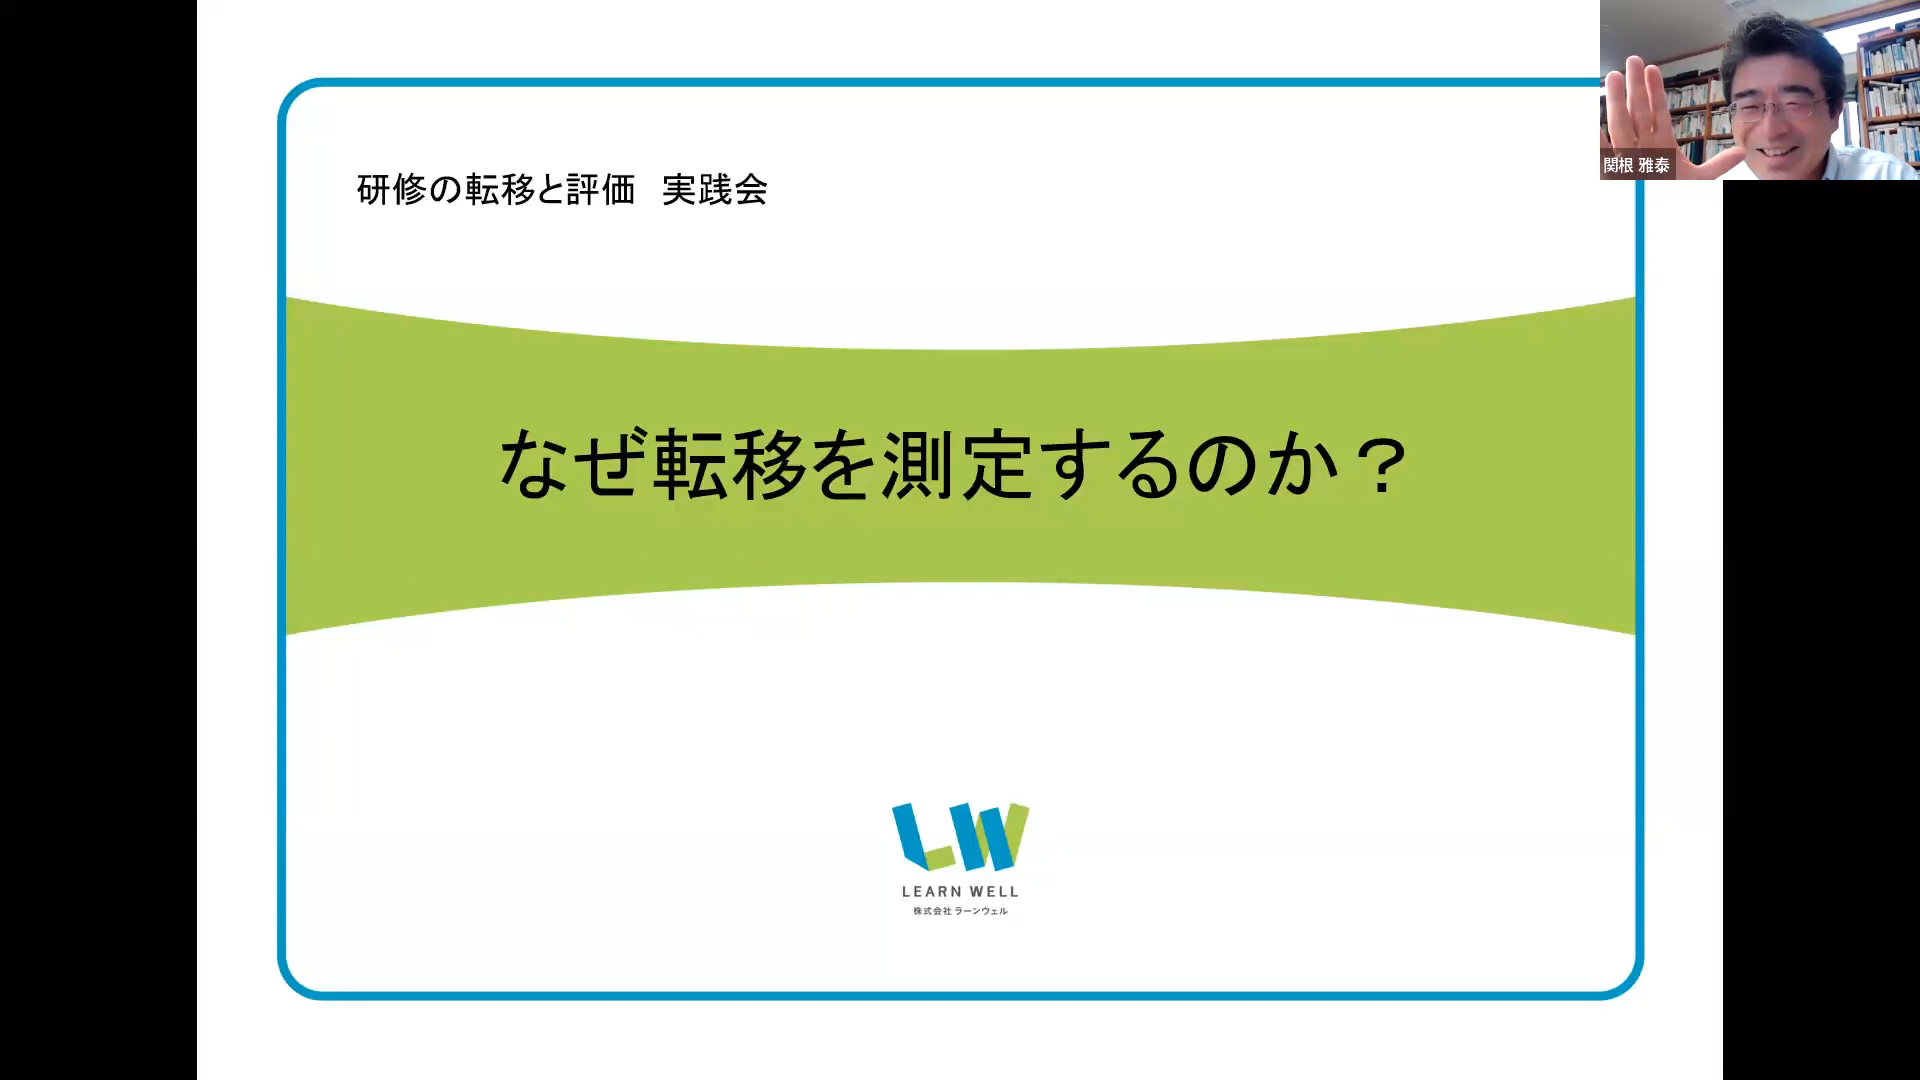 関根 雅泰
研修の転移と評価　実践会
なぜ転移を測定するのか？
LW
LEARN WELL
株式会社 ラーンウェル